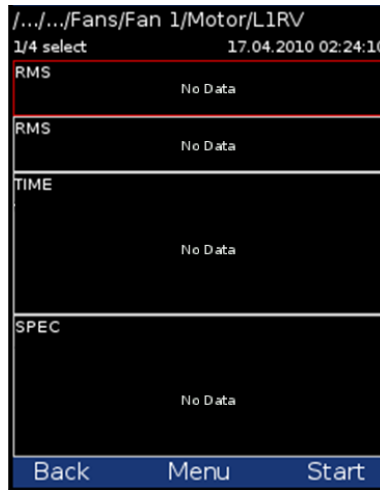 /.../.../Fans/Fan 1/Motor/L1RV
1/4 select 17.04.2010 02:24:10
RMS
No Data
RMS
No Data
TIME
No Data
SPEC
No Data
Back Menu Start